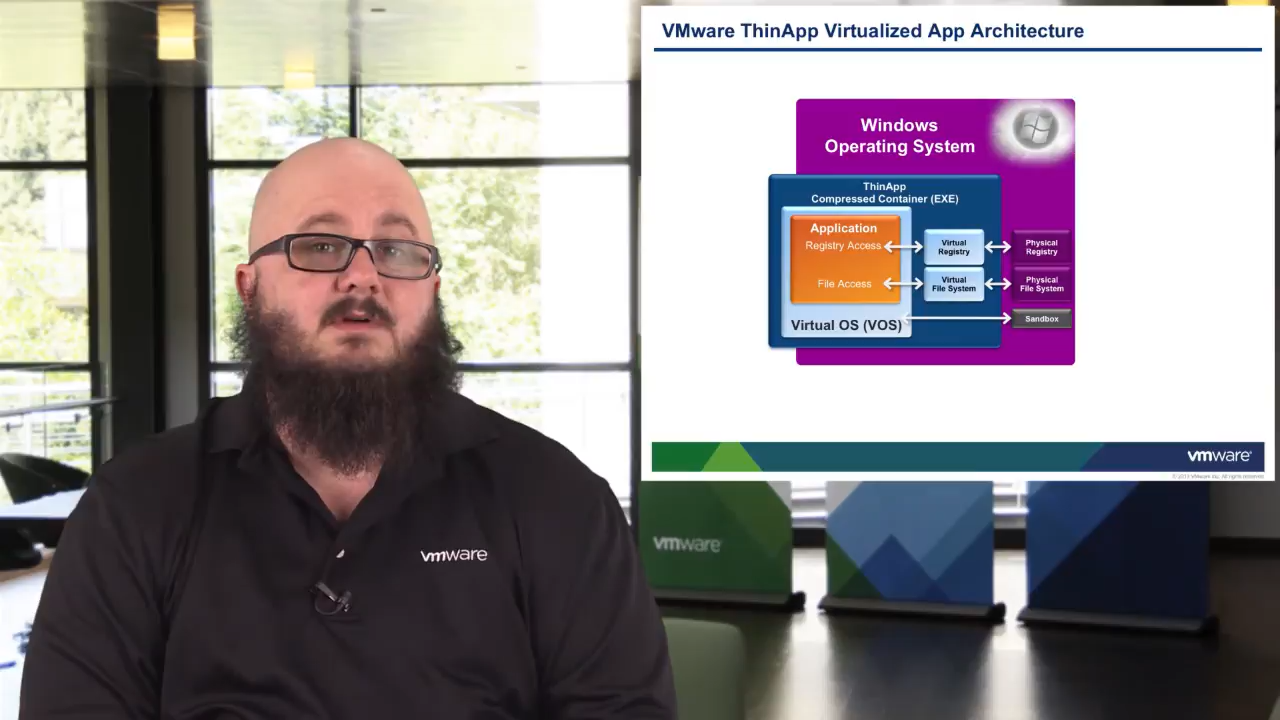 VMware ThinApp Virtualized App Architecture
Windows
Operating System
ThinApp
Compressed Container (EXE)
Application
Registry Access
File Access
Virtual OS (VOS)
Virtual
Registry
Virtual
File System
Physical
Registry
Physical
File System
Sandbox
vmware
vmware
vmware